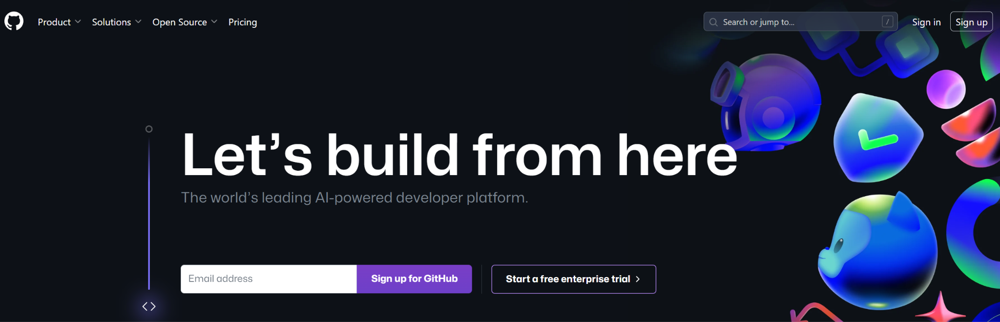 Product Solutions Open Source Pricing Search or jump to... / Sign in Sign up
Let’s build from here
The world’s leading AI-powered developer platform.
Email address Sign up for GitHub Start a free enterprise trial